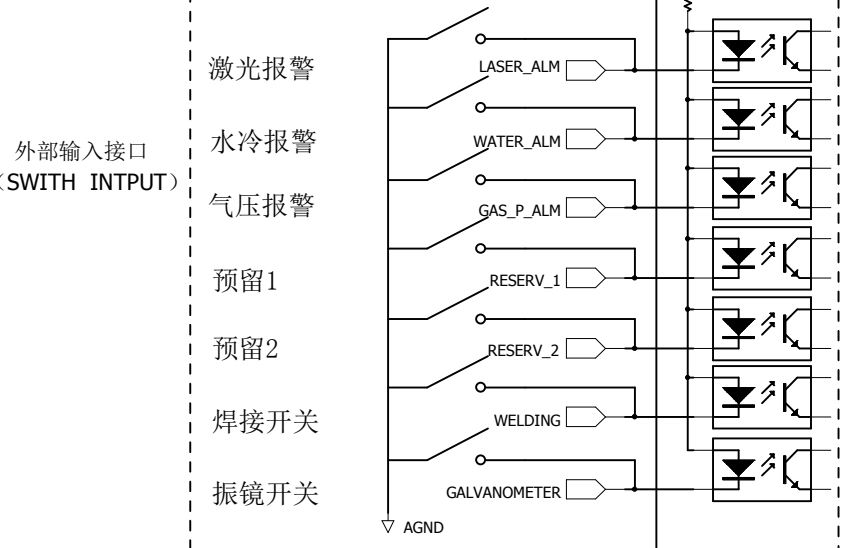 激光报警
LASER_ALM
外部输入接口
（SWITH INTPUT）
水冷报警
WATER_ALM
气压报警
GAS_P_ALM
预留1
RESERV_1
预留2
RESERV_2
焊接开关
WELDING
振镜开关
GALVANOMETER
AGND